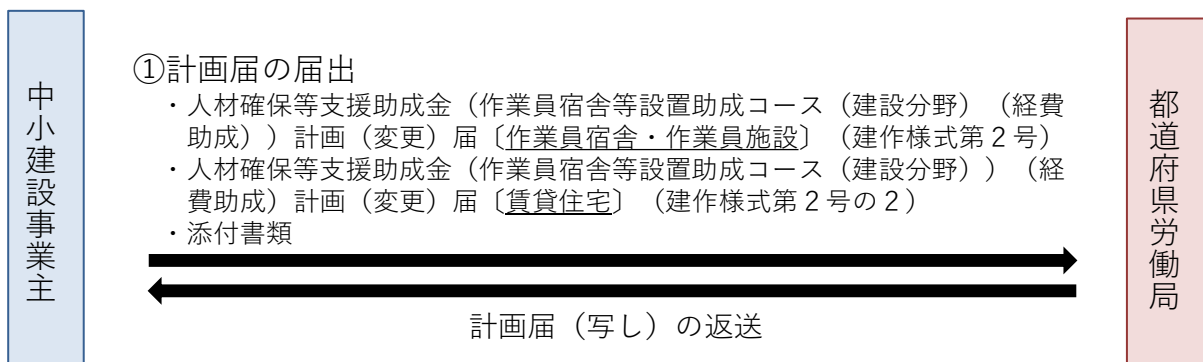 中小建設事業主
①計画届の届出
・人材確保等支援助成金（作業員宿舎等設置助成コース（建設分野）（経費
助成））計画（変更）届〔作業員宿舎・作業員施設〕（建作様式第２号）
・人材確保等支援助成金（作業員宿舎等設置助成コース（建設分野））（経
費助成）計画（変更）届〔賃貸住宅〕（建作様式第２号の２）
・添付書類
計画届（写し）の返送
都道府県労働局